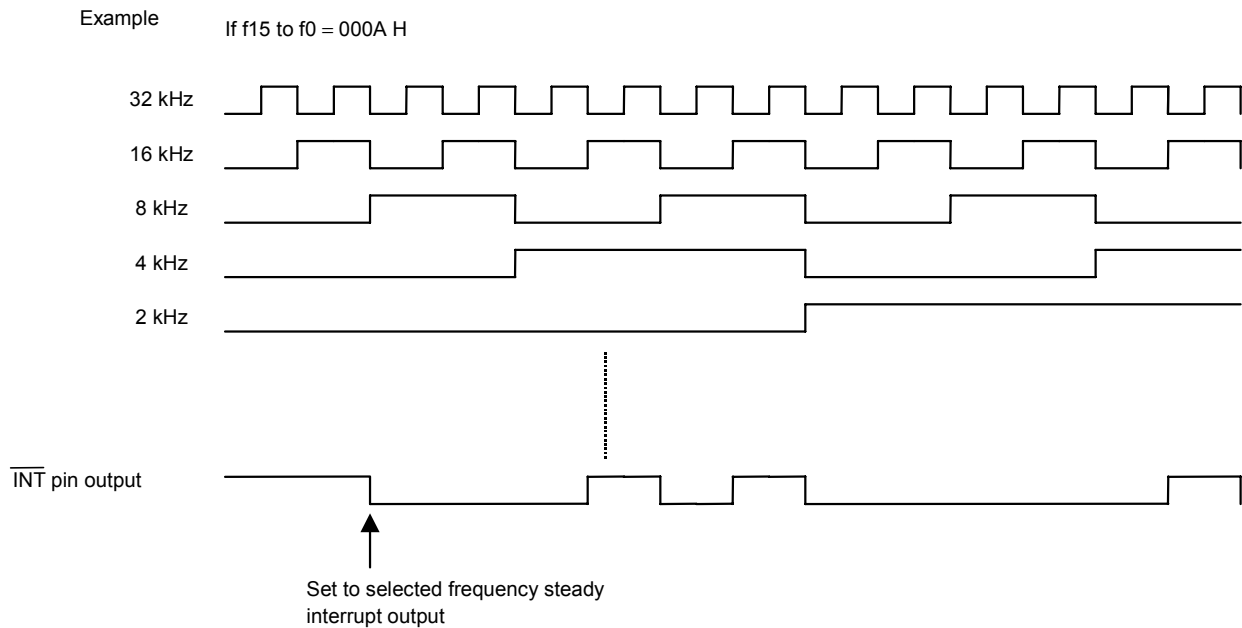 Example
If f15 to f0 = 000A H
32 kHz
16 kHz
8 kHz
4 kHz
2 kHz
INT pin output
Set to selected frequency steady
interrupt output